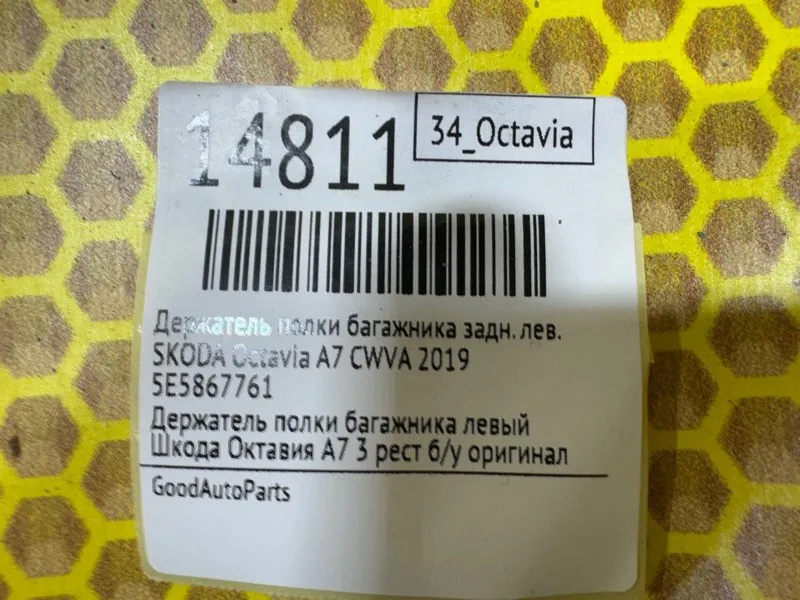 14811
34_Octavia
Держатель полки багажника задн. лев.
SKODA Octavia A7 CWVA 2019
5E5867761
Держатель полки багажника левый
Шкода Октавия А7 3 рест б/у оригинал
GoodAutoParts